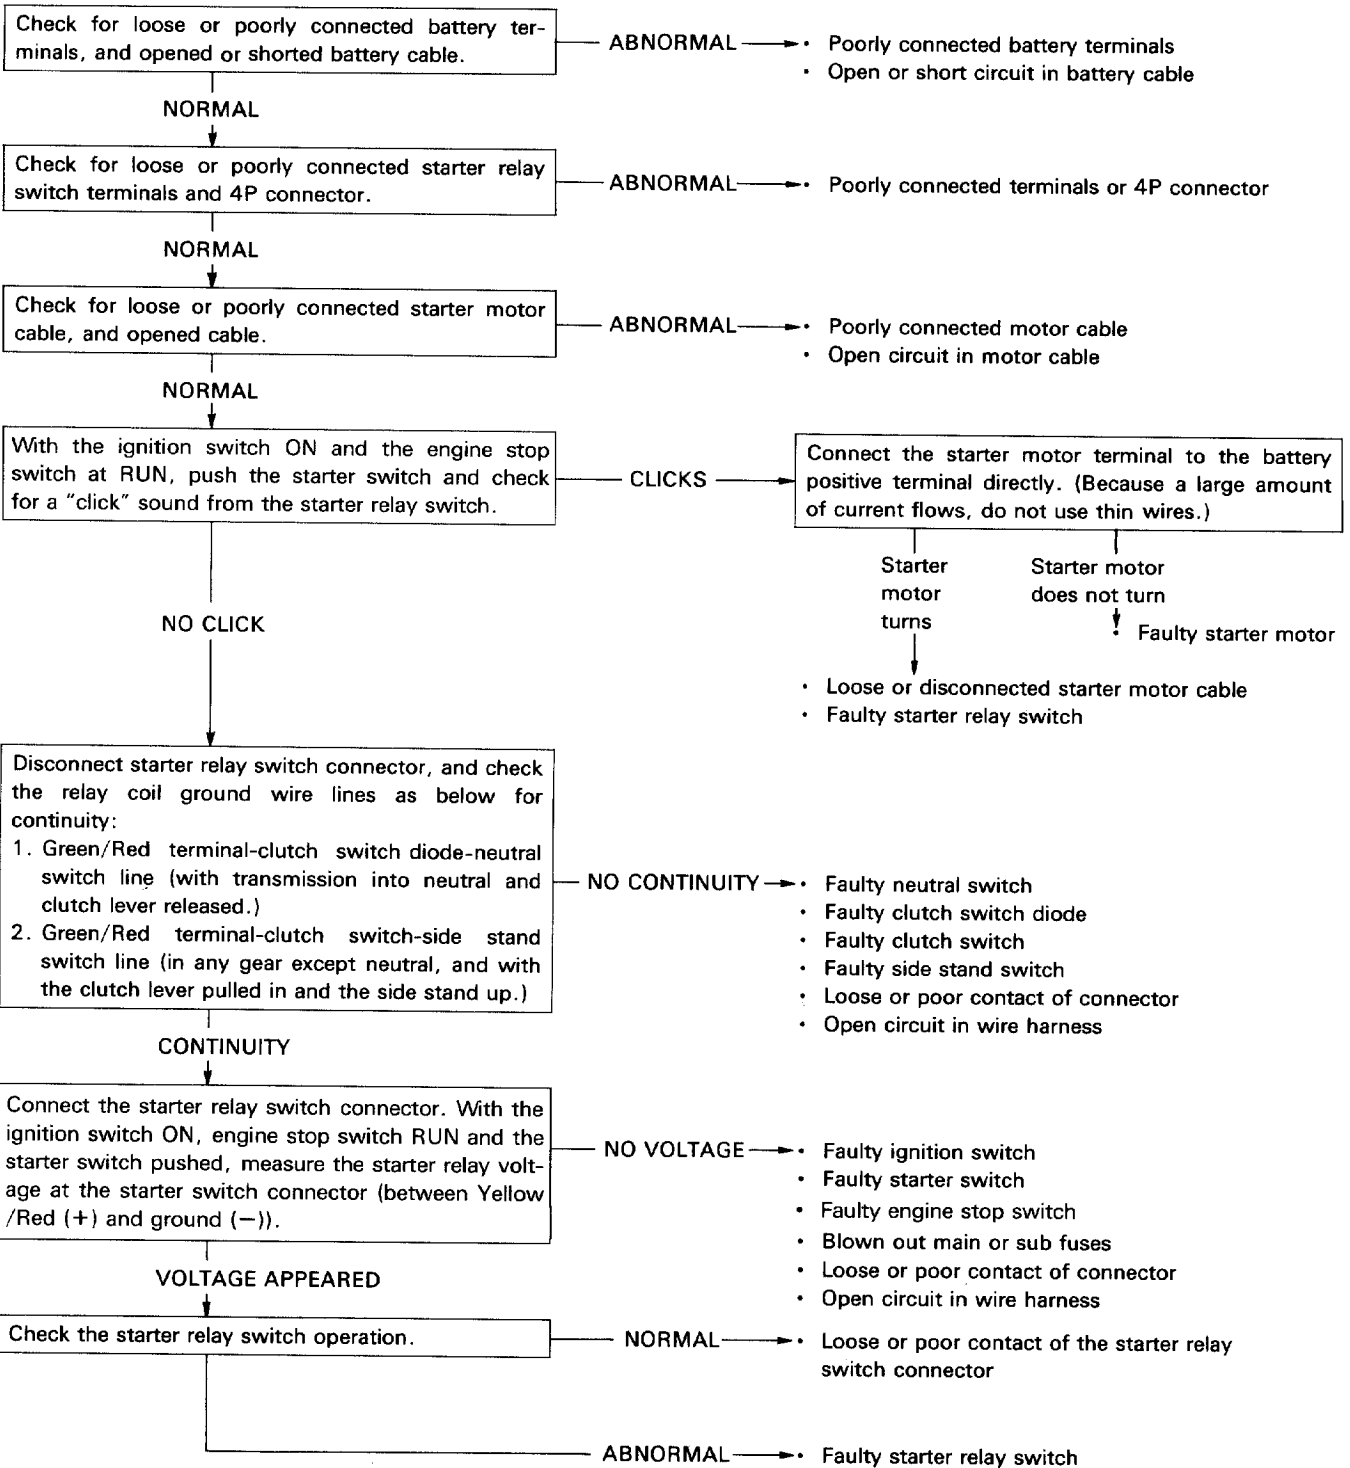 Check for loose or poorly connected battery ter-
minals, and opened or shorted battery cable.
ABNORMAL
• Poorly connected battery terminals
• Open or short circuit in battery cable
NORMAL
Check for loose or poorly connected starter relay
switch terminals and 4P connector.
ABNORMAL
• Poorly connected terminals or 4P connector
NORMAL
Check for loose or poorly connected starter motor
cable, and opened cable.
ABNORMAL
• Poorly connected motor cable
• Open circuit in motor cable
NORMAL
With the ignition switch ON and the engine stop
switch at RUN, push the starter switch and check
for a "click" sound from the starter relay switch.
CLICKS
Connect the starter motor terminal to the battery
positive terminal directly. (Because a large amount
of current flows, do not use thin wires.)
Starter
motor
turns
Starter motor
does not turn
• Faulty starter motor
• Loose or disconnected starter motor cable
• Faulty starter relay switch
NO CLICK
Disconnect starter relay switch connector, and check
the relay coil ground wire lines as below for
continuity:
1. Green/Red terminal-clutch switch diode-neutral
switch line (with transmission into neutral and
clutch lever released.)
2. Green/Red terminal-clutch switch-side stand
switch line (in any gear except neutral, and with
the clutch lever pulled in and the side stand up.)
NO CONTINUITY
• Faulty neutral switch
• Faulty clutch switch diode
• Faulty clutch switch
• Faulty side stand switch
• Loose or poor contact of connector
• Open circuit in wire harness
CONTINUITY
Connect the starter relay switch connector. With the
ignition switch ON, engine stop switch RUN and the
starter switch pushed, measure the starter relay volt-
age at the starter switch connector (between Yellow
/Red (+) and ground (−)).
NO VOLTAGE
• Faulty ignition switch
• Faulty starter switch
• Faulty engine stop switch
• Blown out main or sub fuses
• Loose or poor contact of connector
• Open circuit in wire harness
VOLTAGE APPEARED
Check the starter relay switch operation.
NORMAL
• Loose or poor contact of the starter relay
switch connector
ABNORMAL
• Faulty starter relay switch